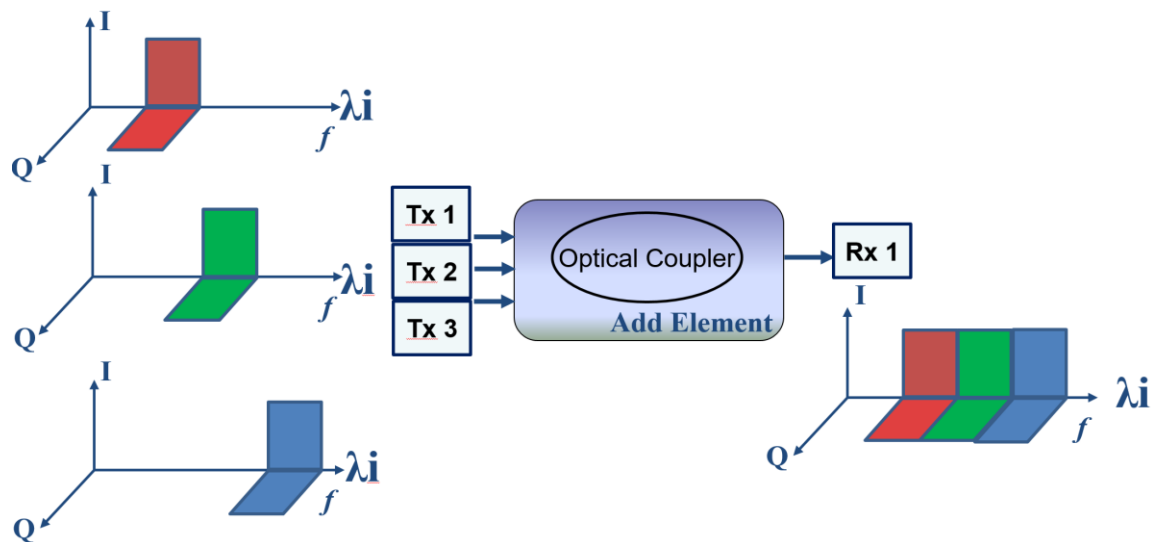 I
λi
f
Q
I
λi
f
Q
I
λi
f
Q
Tx 1
Tx 2
Tx 3
Optical Coupler
Add Element
Rx 1
I
λi
f
Q